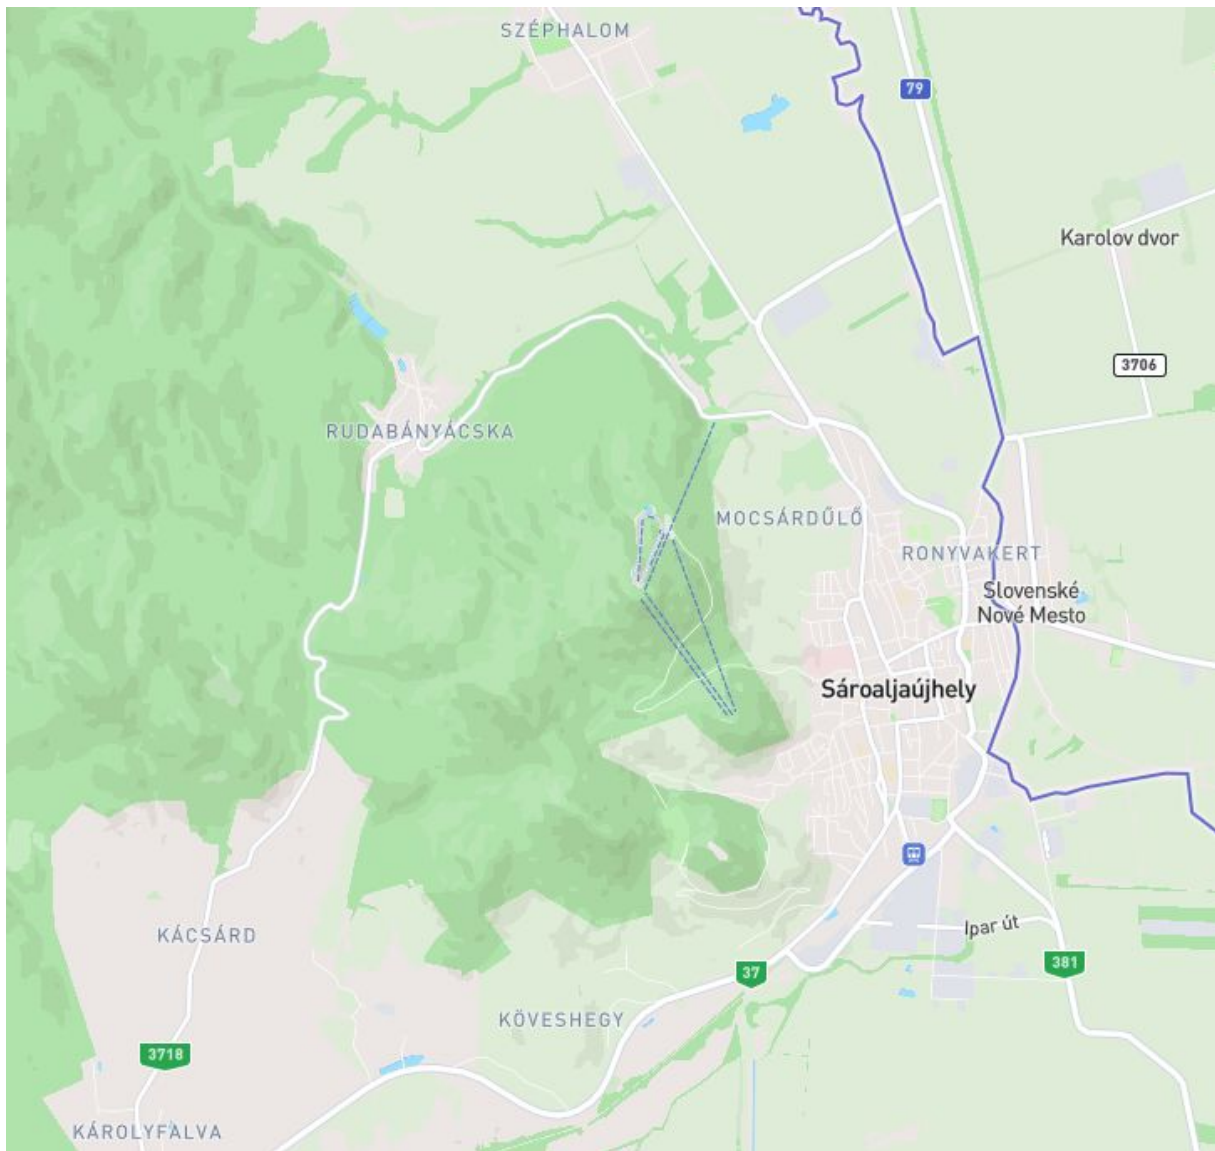 SZÉPHALOM
79
Karolov dvor
3706
RUDABÁNYÁCSKA
MOCSÁRDŰLŐ
RONYVAKERT
Slovenské
Nové Mesto
Sároaljaújhely
KÁCSÁRD
Ipar út
37
381
KÖVESHEGY
3718
KÁROLYFALVA